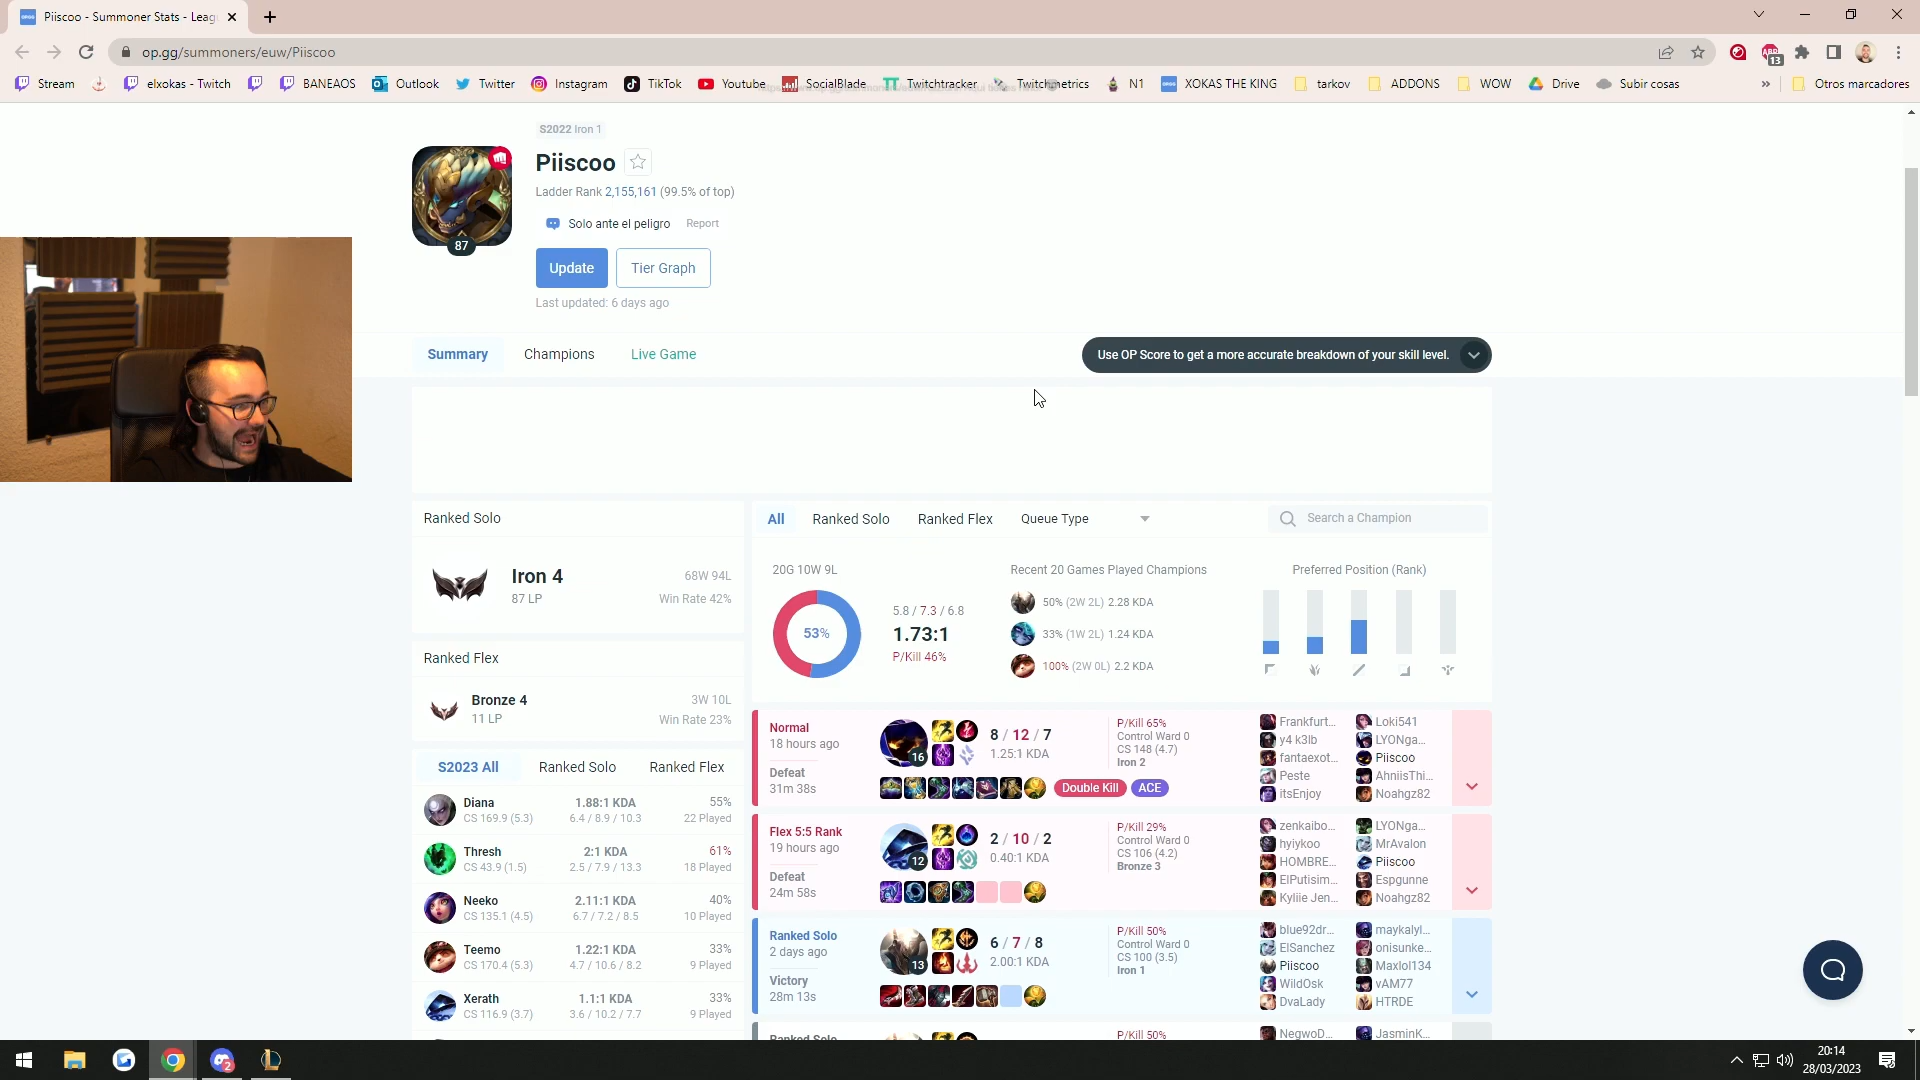 Piiscoo - Summoner Stats - Leag
op.gg/summoners/euw/Piiscoo
13
Stream
elxokas - Twitch
BANEAOS
Outlook
Twitter
Instagram
TikTok
Youtube
SocialBlade
Twitchtracker
Twitchmetrics
N1
XOKAS THE KING
tarkov
ADDONS
WOW
Drive
Subir cosas
»
Otros marcadores
S2022 Iron 1
Piiscoo
Ladder Rank 2,155,161 (99.5% of top)
Solo ante el peligro Report
87
Update
Tier Graph
Last updated: 6 days ago
Summary
Champions
Live Game
Use OP Score to get a more accurate breakdown of your skill level.
Ranked Solo
Iron 4
87 LP
68W 94L
Win Rate 42%
Ranked Flex
Bronze 4
11 LP
3W 10L
Win Rate 23%
S2023 All
Ranked Solo
Ranked Flex
Diana 1.88:1 KDA 55%
CS 169.9 (5.3) 6.4 / 8.9 / 10.3 22 Played
Thresh 2:1 KDA 61%
CS 43.9 (1.5) 2.5 / 7.9 / 13.3 18 Played
Neeko 2.11:1 KDA 40%
CS 135.1 (4.5) 6.7 / 7.2 / 8.5 10 Played
Teemo 1.22:1 KDA 33%
CS 170.4 (5.3) 4.7 / 10.6 / 8.2 9 Played
Xerath 1.1:1 KDA 33%
CS 116.9 (3.7) 3.6 / 10.2 / 7.7 9 Played
All
Ranked Solo
Ranked Flex
Queue Type
Search a Champion
20G 10W 9L
53%
5.8 / 7.3 / 6.8
1.73:1
P/Kill 46%
Recent 20 Games Played Champions
50% (2W 2L) 2.28 KDA
33% (1W 2L) 1.24 KDA
100% (2W 0L) 2.2 KDA
Preferred Position (Rank)
Normal
18 hours ago
Defeat
31m 38s
16
8 / 12 / 7
1.25:1 KDA
Double Kill
ACE
P/Kill 65%
Control Ward 0
CS 148 (4.7)
Iron 2
Frankfurt... Loki541
y4 k3lb LYONga...
fantaexot... Piiscoo
Peste AhniisThi...
itsEnjoy Noahgz82
Flex 5:5 Rank
19 hours ago
Defeat
24m 58s
12
2 / 10 / 2
0.40:1 KDA
P/Kill 29%
Control Ward 0
CS 106 (4.2)
Bronze 3
zenkaibo... LYONga...
hyiykoo MrAvalon
HOMBRE... Piiscoo
ElPutisim... Espgunne
Kyliie Jen... Noahgz82
Ranked Solo
2 days ago
Victory
28m 13s
13
6 / 7 / 8
2.00:1 KDA
P/Kill 50%
Control Ward 0
CS 100 (3.5)
Iron 1
blue92dr... maykalyl...
ElSanchez onisunke...
Piiscoo Maxlol134
WildOsk vAM77
DvaLady HTRDE
Ranked Solo
P/Kill 50%
NegwoD... JasminK...
2
20:14
28/03/2023